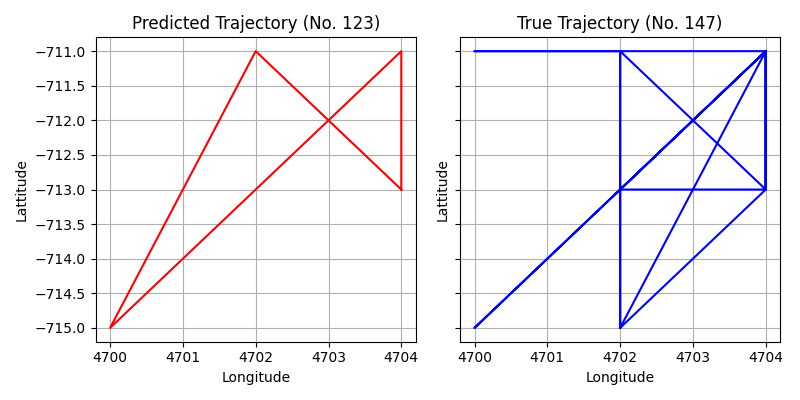 Predicted Trajectory (No. 123)
True Trajectory (No. 147)
−711.0
−711.5
−712.0
−712.5
−713.0
−713.5
−714.0
−714.5
−715.0
Lattitude
Lattitude
4700 4701 4702 4703 4704
4700 4701 4702 4703 4704
Longitude
Longitude